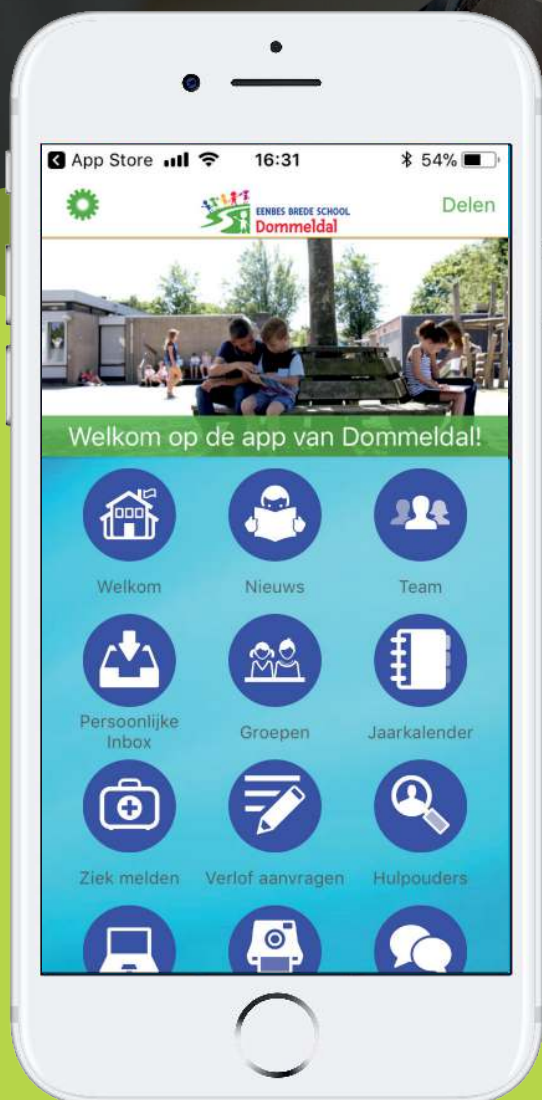 App Store 16:31 54%
EENBES BREDE SCHOOL
Dommeldal
Delen
Welkom op de app van Dommeldal!
Welkom Nieuws Team
Persoonlijke
Inbox
Groepen Jaarkalender
Ziek melden Verlof aanvragen Hulpouders